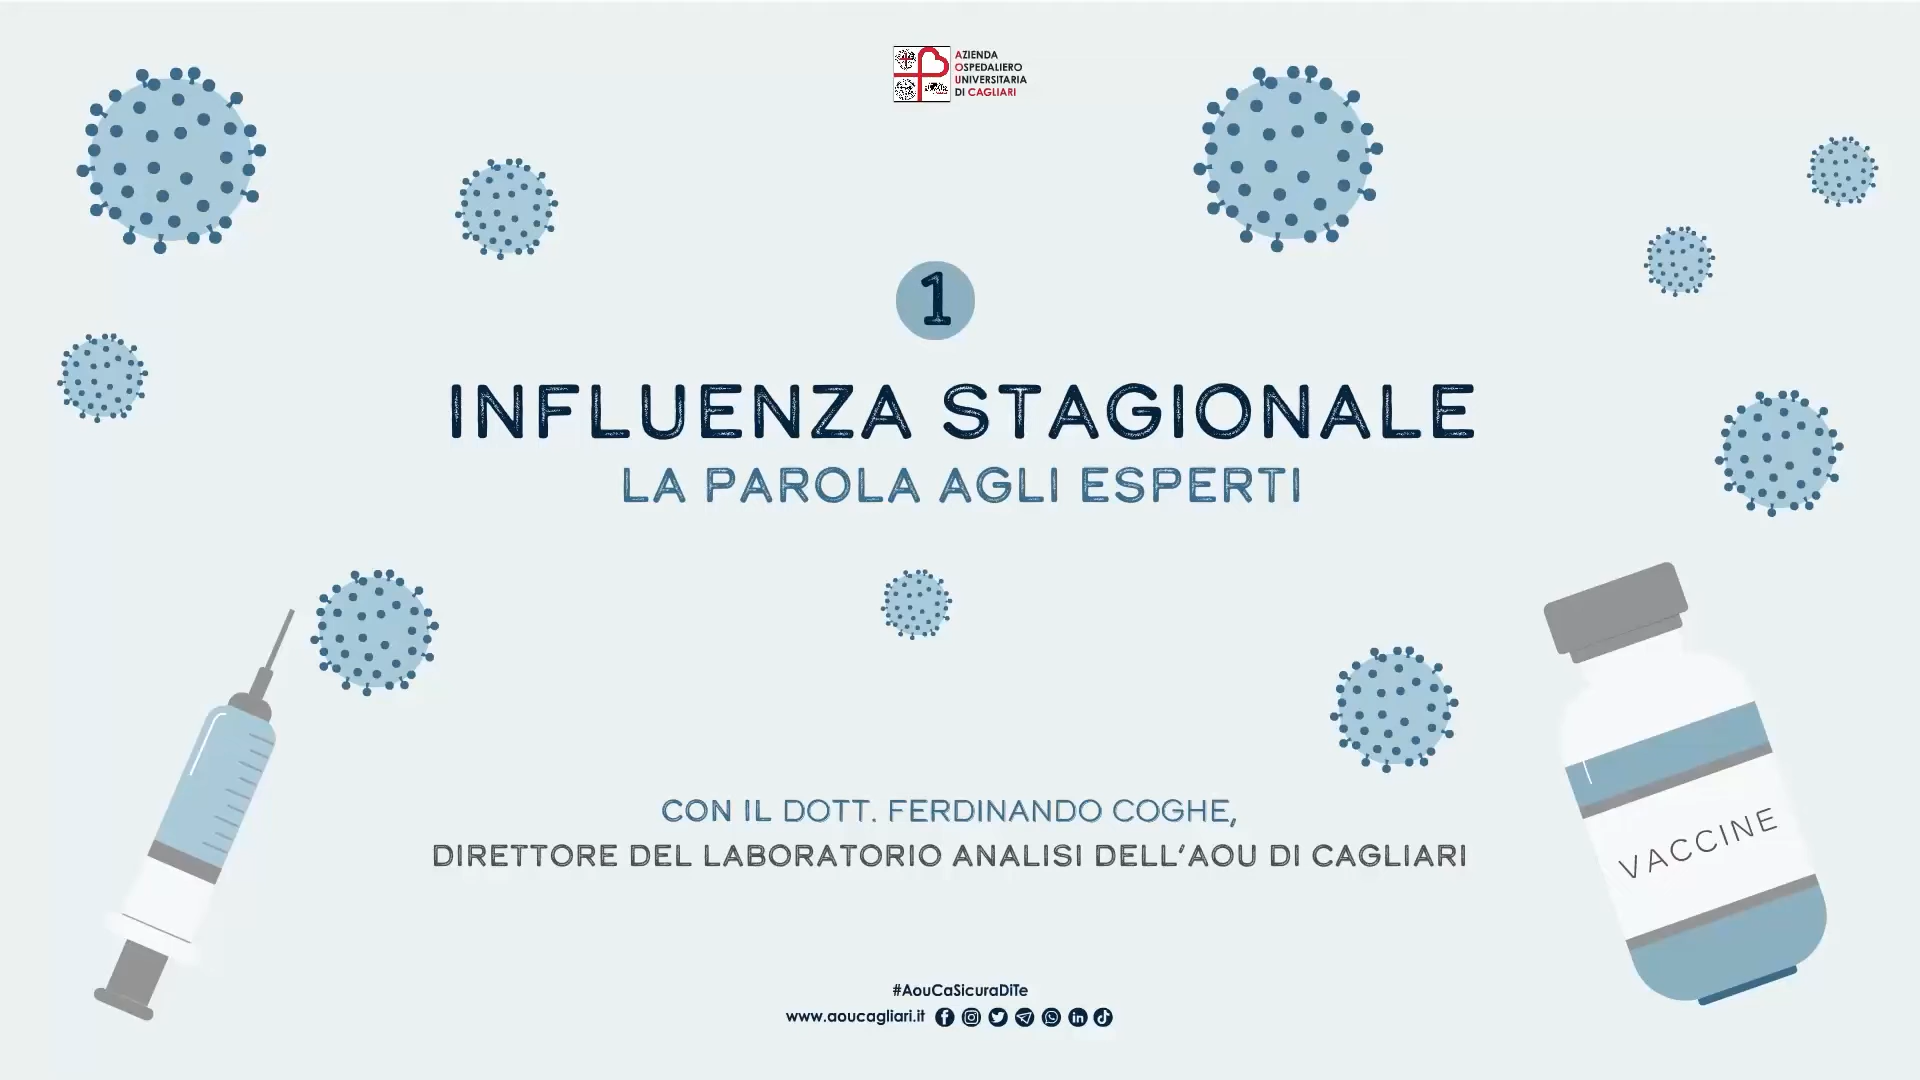 AZIENDA
OSPEDALIERO
UNIVERSITARIA
DI CAGLIARI
1
INFLUENZA STAGIONALE
LA PAROLA AGLI ESPERTI
CON IL DOTT. FERDINANDO COGHE,
DIRETTORE DEL LABORATORIO ANALISI DELL'AOU DI CAGLIARI
VACCINE
#AouCaSicuraDiTe
www.aoucagliari.it